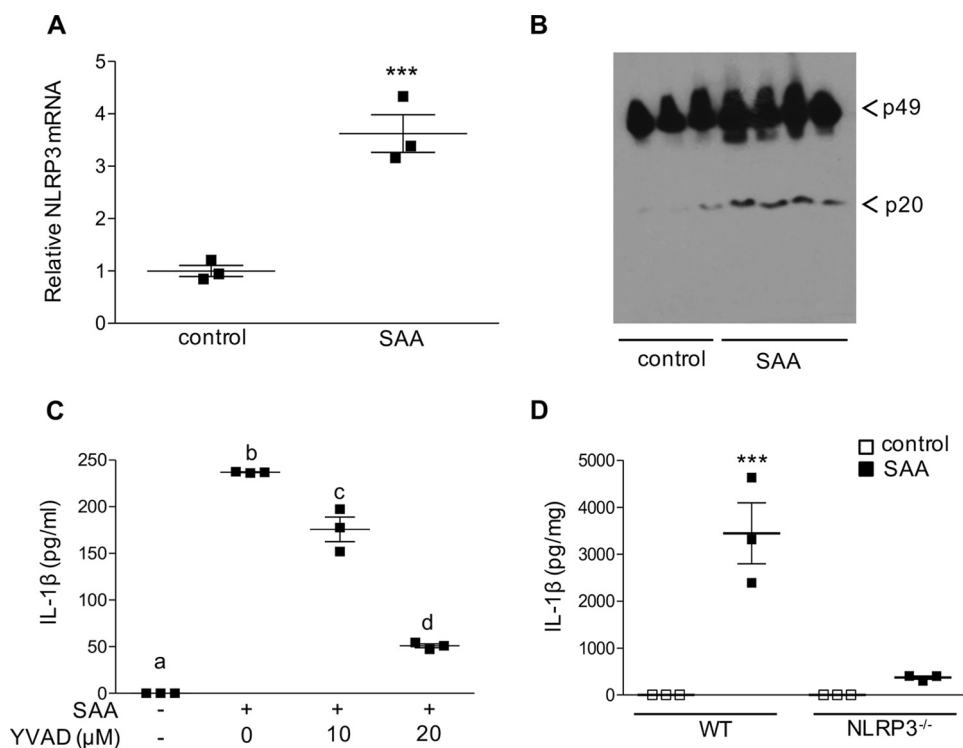 A
Relative NLRP3 mRNA
5
4
3
2
1
0
***
control
SAA
B
<p49
<p20
control
SAA
C
IL-1β (pg/ml)
250
200
150
100
50
0
a
b
c
d
SAA - + + +
YVAD (μM) - 0 10 20
D
control
SAA
IL-1β (pg/mg)
5000
4000
3000
2000
1000
0
***
WT
NLRP3-/-